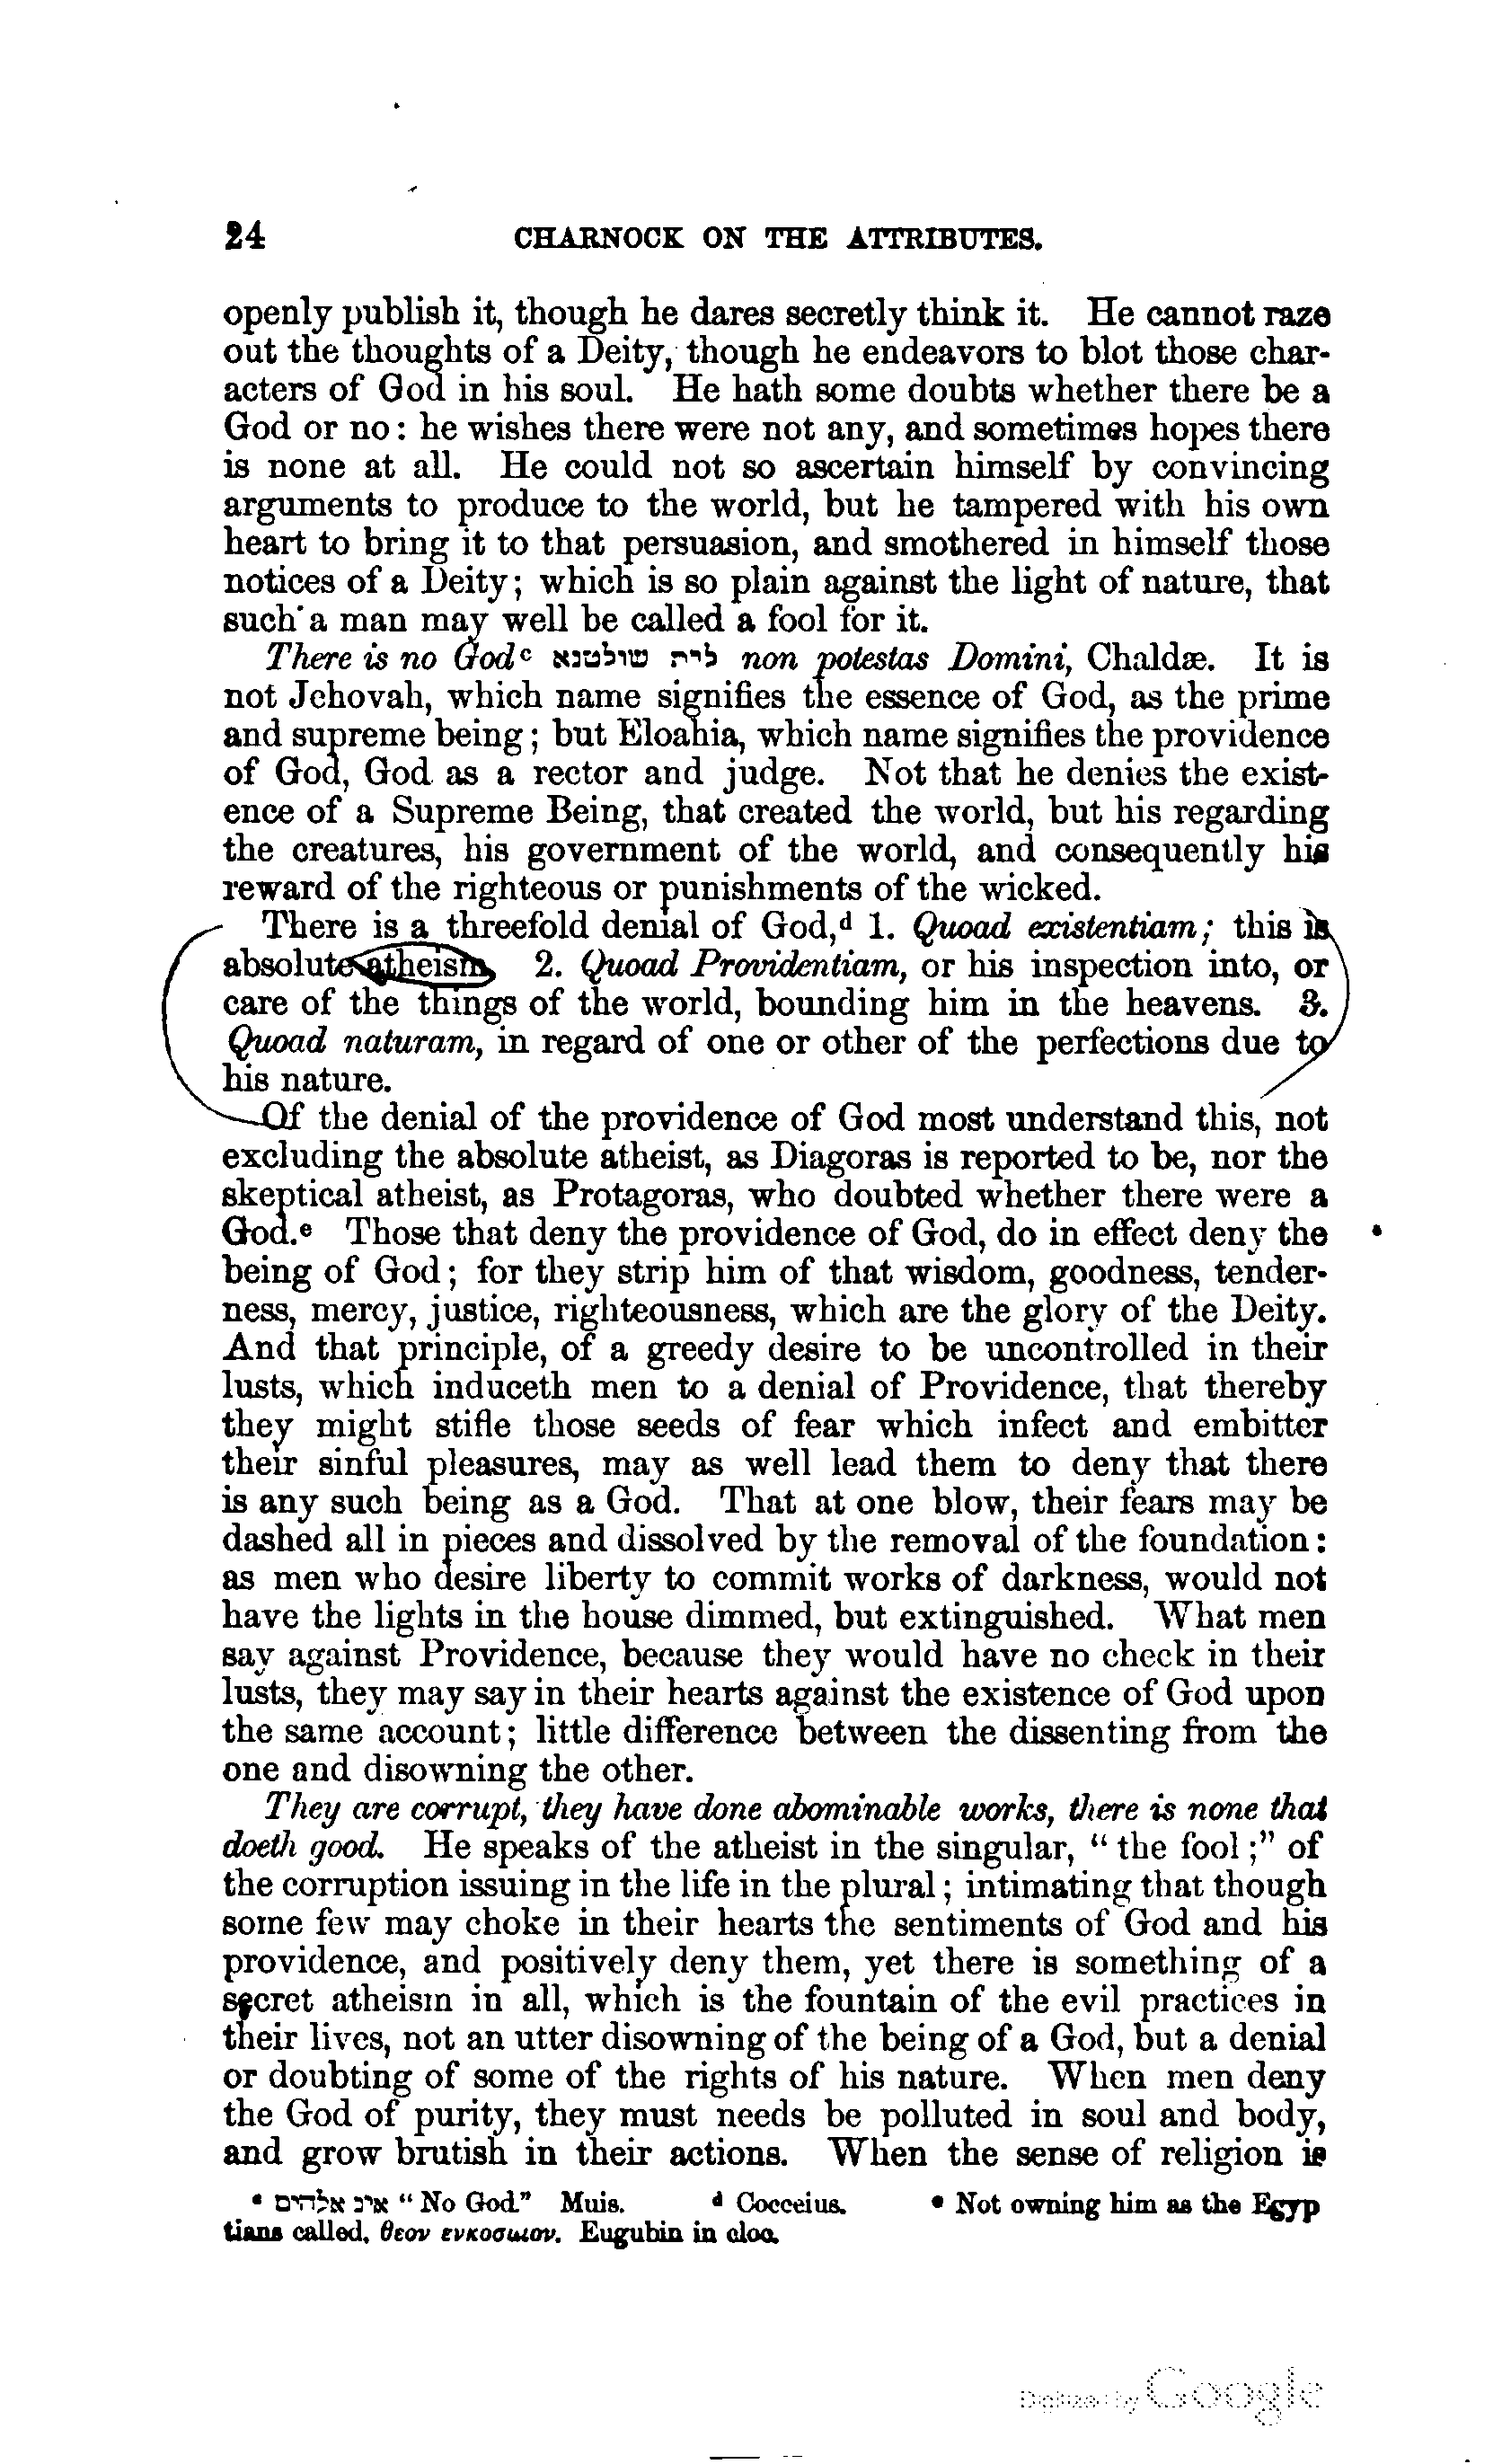 24 CHARNOCK ON THE ATTRIBUTES.
openly publish it, though he dares secretly think it. He cannot raze
out the thoughts of a Deity, though he endeavors to blot those char-
acters of God in his soul. He hath some doubts whether there be a
God or no: he wishes there were not any, and sometimes hopes there
is none at all. He could not so ascertain himself by convincing
arguments to produce to the world, but he tampered with his own
heart to bring it to that persuasion, and smothered in himself those
notices of a Deity; which is so plain against the light of nature, that
such a man may well be called a fool for it.
There is no God c לית שולטנא non potestas Domini, Chaldæ. It is
not Jehovah, which name signifies the essence of God, as the prime
and supreme being; but Eloahia, which name signifies the providence
of God, God as a rector and judge. Not that he denies the exist-
ence of a Supreme Being, that created the world, but his regarding
the creatures, his government of the world, and consequently his
reward of the righteous or punishments of the wicked.
There is a threefold denial of God,d 1. Quoad existentiam; this is
absolute atheism. 2. Quoad Providentiam, or his inspection into, or
care of the things of the world, bounding him in the heavens. 3.
Quoad naturam, in regard of one or other of the perfections due to
his nature.
Of the denial of the providence of God most understand this, not
excluding the absolute atheist, as Diagoras is reported to be, nor the
skeptical atheist, as Protagoras, who doubted whether there were a
God.e Those that deny the providence of God, do in effect deny the
being of God; for they strip him of that wisdom, goodness, tender-
ness, mercy, justice, righteousness, which are the glory of the Deity.
And that principle, of a greedy desire to be uncontrolled in their
lusts, which induceth men to a denial of Providence, that thereby
they might stifle those seeds of fear which infect and embitter
their sinful pleasures, may as well lead them to deny that there
is any such being as a God. That at one blow, their fears may be
dashed all in pieces and dissolved by the removal of the foundation:
as men who desire liberty to commit works of darkness, would not
have the lights in the house dimmed, but extinguished. What men
say against Providence, because they would have no check in their
lusts, they may say in their hearts against the existence of God upon
the same account; little difference between the dissenting from the
one and disowning the other.
They are corrupt, they have done abominable works, there is none that
doeth good. He speaks of the atheist in the singular, "the fool;" of
the corruption issuing in the life in the plural; intimating that though
some few may choke in their hearts the sentiments of God and his
providence, and positively deny them, yet there is something of a
secret atheism in all, which is the fountain of the evil practices in
their lives, not an utter disowning of the being of a God, but a denial
or doubting of some of the rights of his nature. When men deny
the God of purity, they must needs be polluted in soul and body,
and grow brutish in their actions. When the sense of religion is
c אין אלהים "No God." Muis. d Cocceius. e Not owning him as the Egyp
tians called, θεον ενκοσμιον. Eugubin in
Digitized by Google